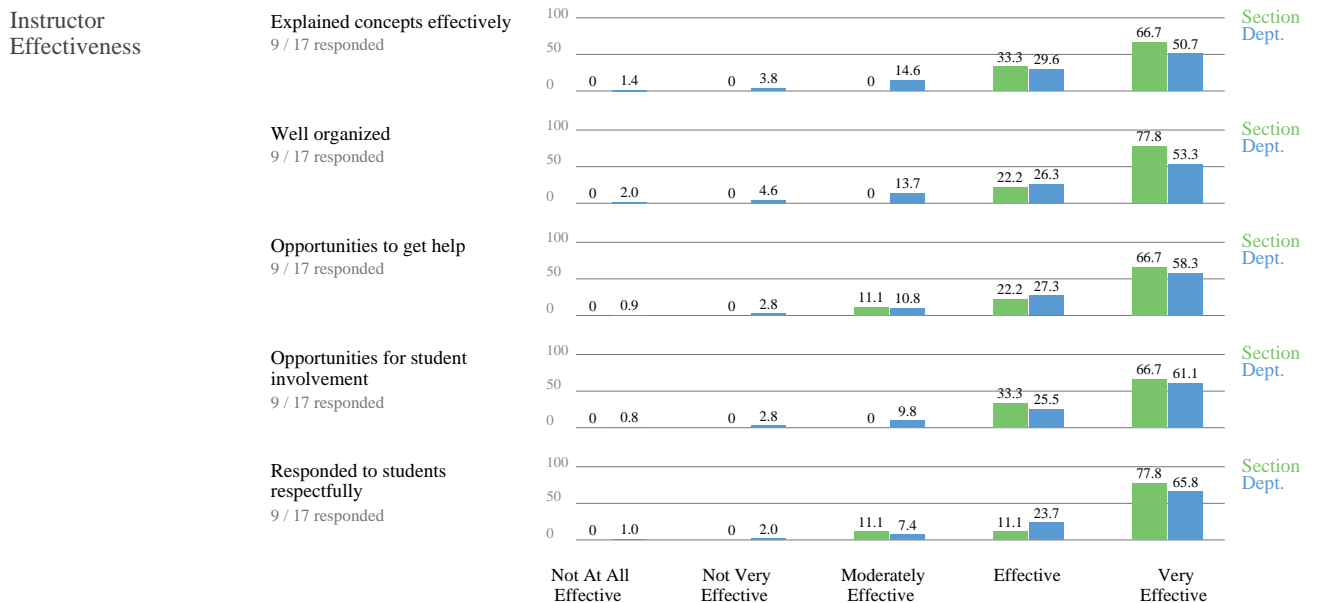 Instructor
Effectiveness
Explained concepts effectively
9 / 17 responded
100
50
0
0 1.4 0 3.8 0 14.6 33.3 29.6 66.7 50.7
Section
Dept.
Well organized
9 / 17 responded
100
50
0
0 2.0 0 4.6 0 13.7 22.2 26.3 77.8 53.3
Section
Dept.
Opportunities to get help
9 / 17 responded
100
50
0
0 0.9 0 2.8 11.1 10.8 22.2 27.3 66.7 58.3
Section
Dept.
Opportunities for student
involvement
9 / 17 responded
100
50
0
0 0.8 0 2.8 0 9.8 33.3 25.5 66.7 61.1
Section
Dept.
Responded to students
respectfully
9 / 17 responded
100
50
0
0 1.0 0 2.0 11.1 7.4 11.1 23.7 77.8 65.8
Section
Dept.
Not At All
Effective
Not Very
Effective
Moderately
Effective
Effective
Very
Effective